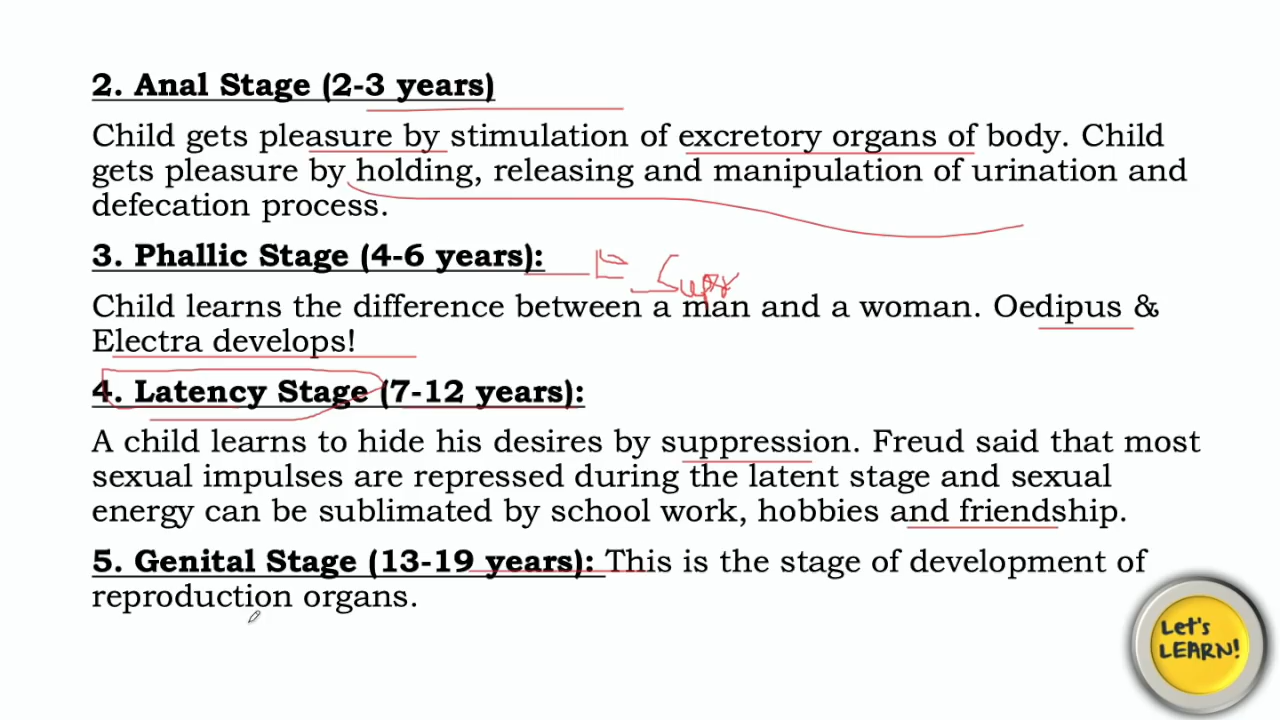 2. Anal Stage (2-3 years)
Child gets pleasure by stimulation of excretory organs of body. Child
gets pleasure by holding, releasing and manipulation of urination and
defecation process.
3. Phallic Stage (4-6 years):
Child learns the difference between a man and a woman. Oedipus &
Electra develops!
4. Latency Stage (7-12 years):
A child learns to hide his desires by suppression. Freud said that most
sexual impulses are repressed during the latent stage and sexual
energy can be sublimated by school work, hobbies and friendship.
5. Genital Stage (13-19 years): This is the stage of development of
reproduction organs.
Let's
LEARN!